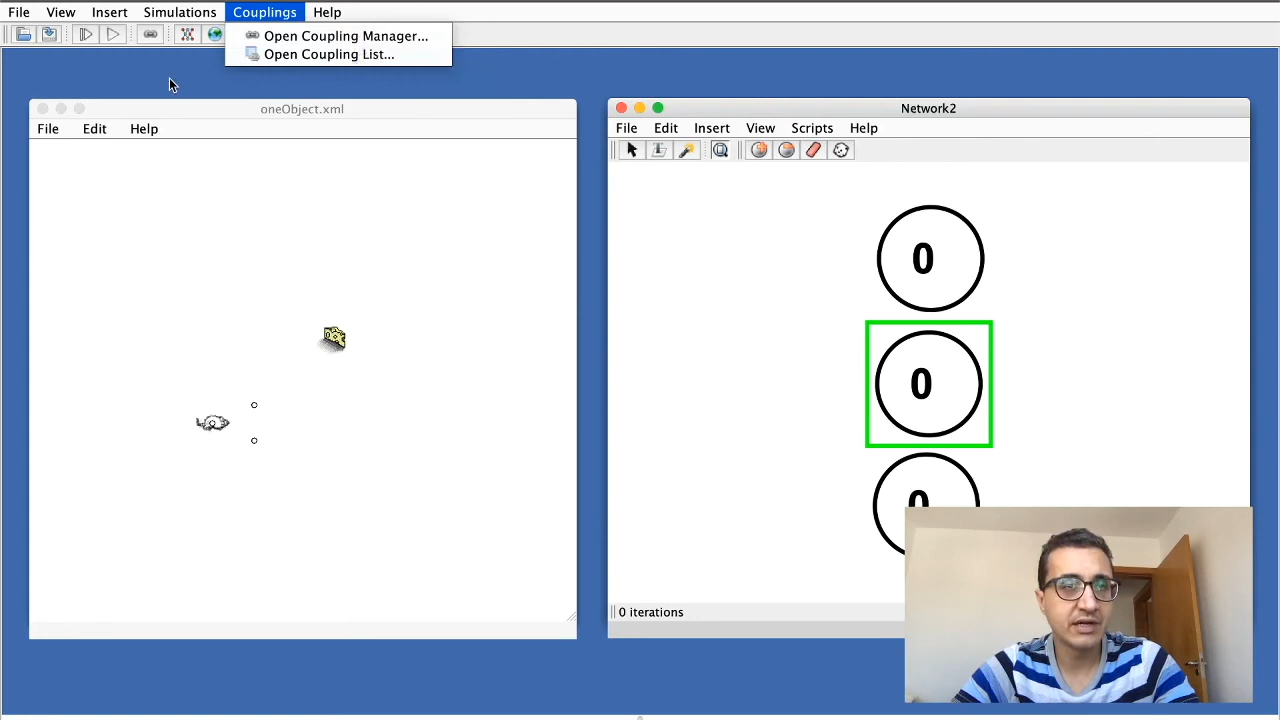 File View Insert Simulations Couplings Help
Open Coupling Manager...
Open Coupling List...
oneObject.xml
File Edit Help
Network2
File Edit Insert View Scripts Help
0
0
0
0 iterations